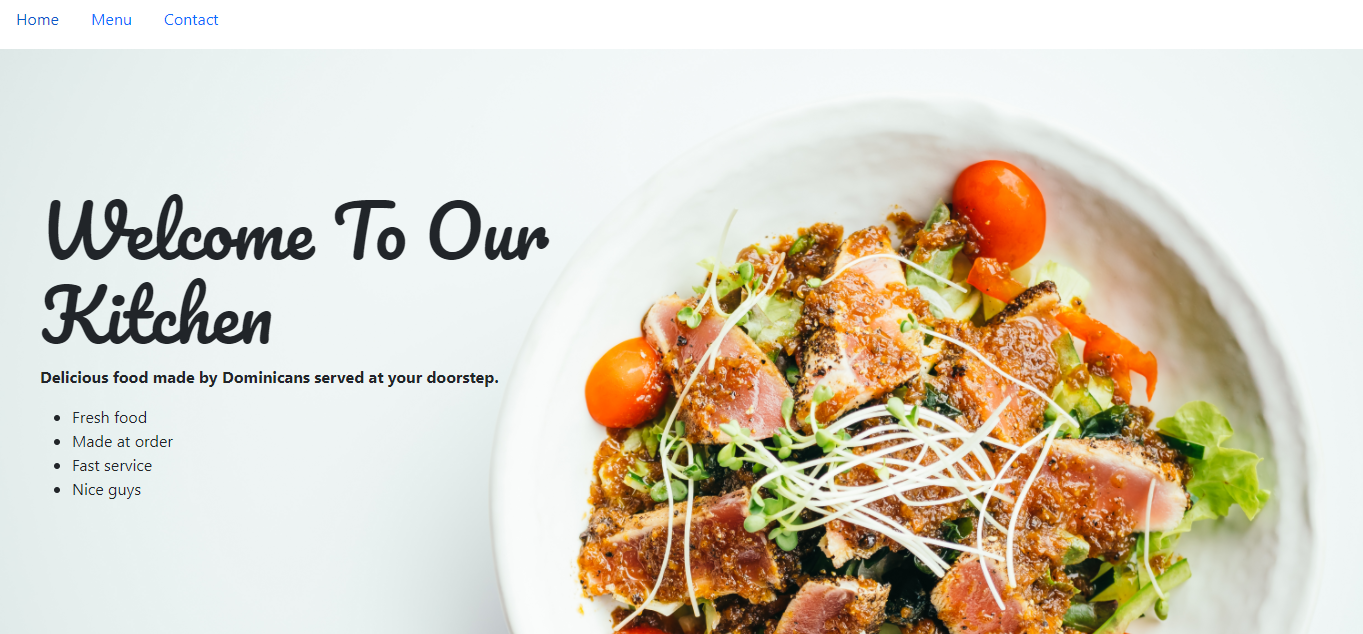 Home Menu Contact
Welcome To Our
Kitchen
Delicious food made by Dominicans served at your doorstep.
Fresh food
Made at order
Fast service
Nice guys